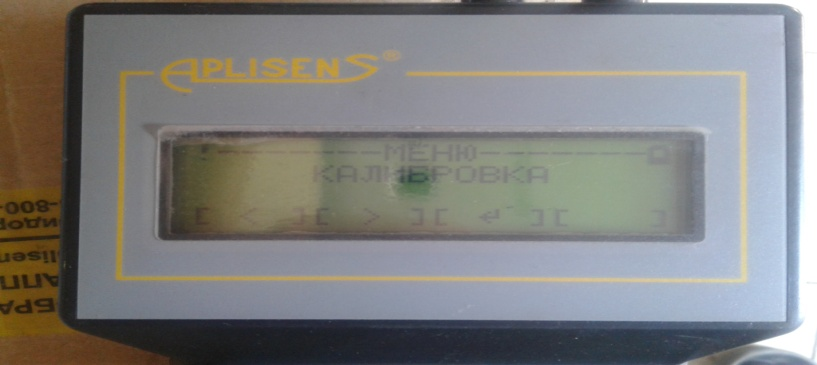 APLISENS®
!----------МЕНЮ----------
КАЛИБРОВКА
[ < ][ > ][ ↵ ][ ]